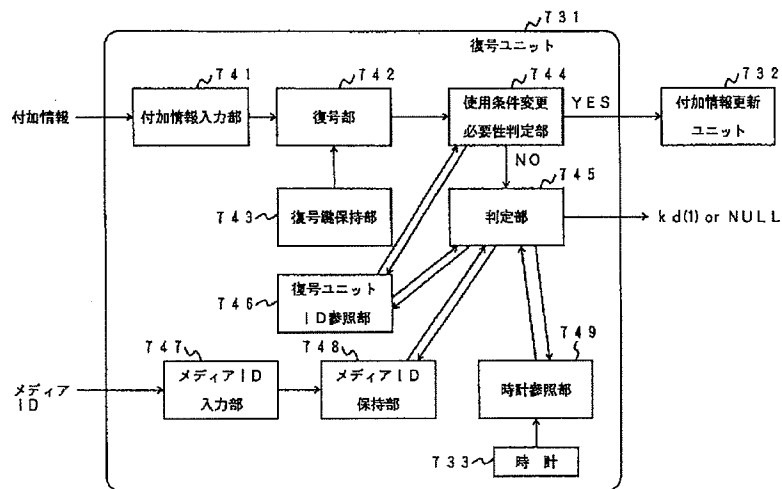 731
復号ユニット
741
742
744
732
付加情報
付加情報入力部
復号部
使用条件変更
必要性判定部
YES
付加情報更新
ユニット
NO
745
743
復号鍵保持部
判定部
kd(1) or NULL
746
復号ユニット
ID参照部
747
748
749
メディア
ID
メディアID
入力部
メディアID
保持部
時計参照部
733
時計